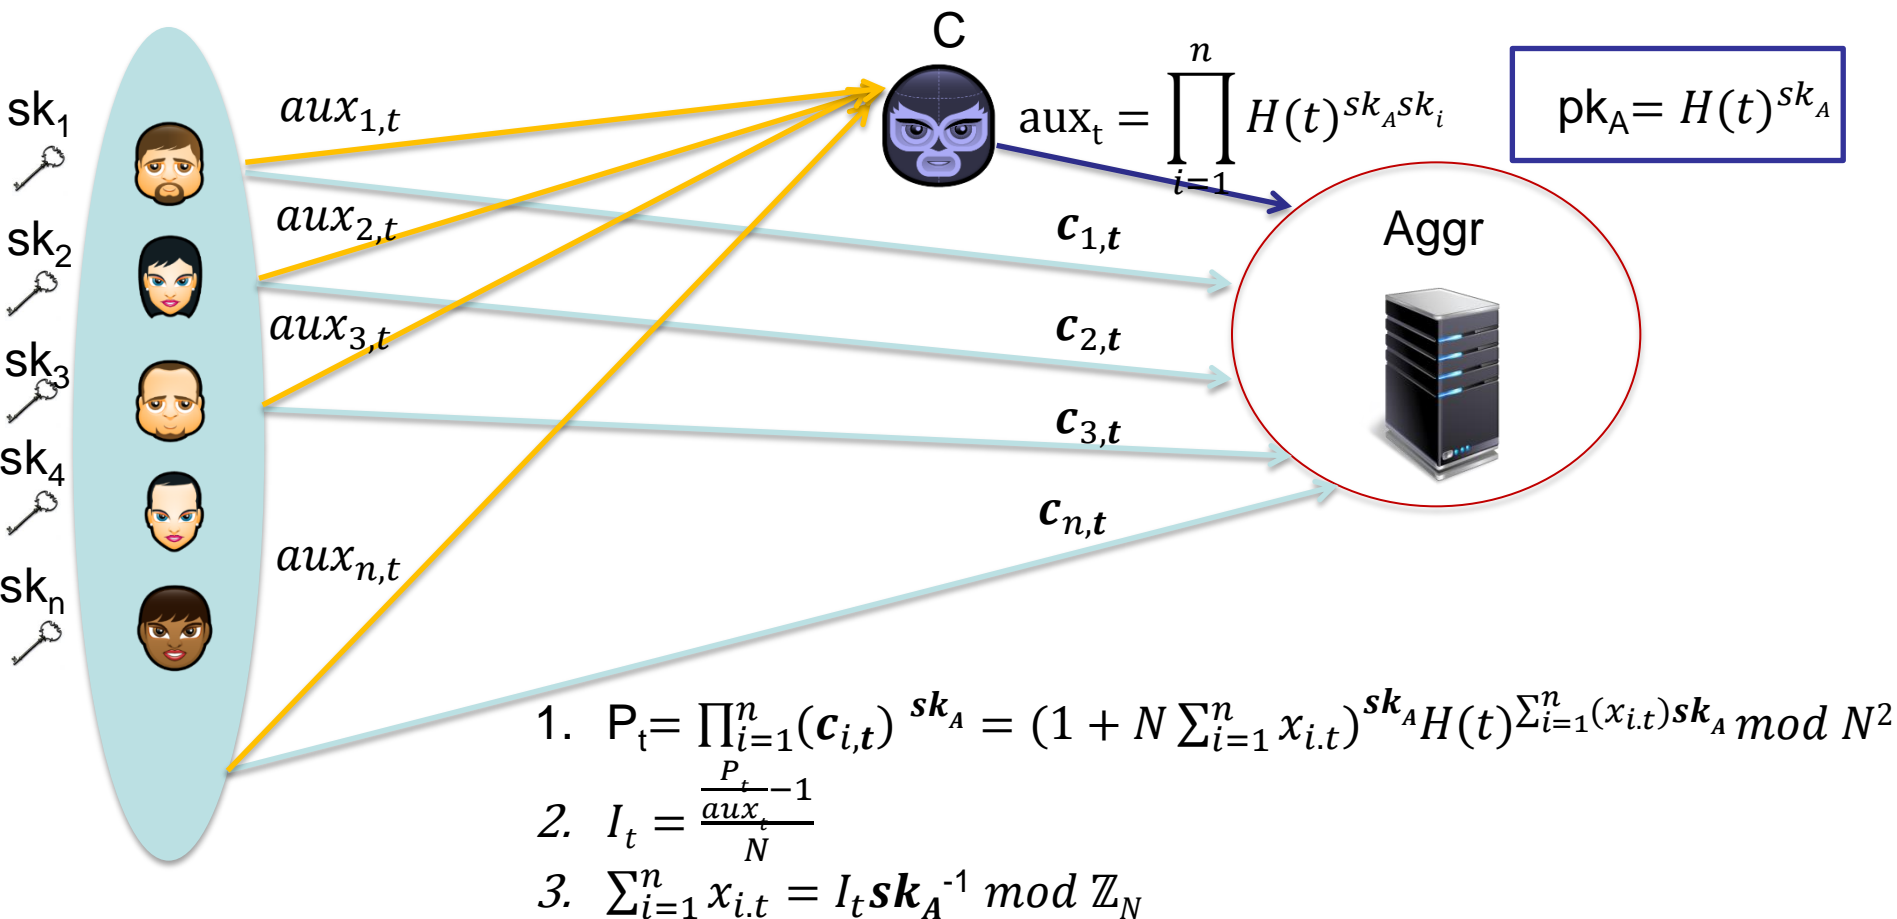 C
aux_t = ∏_{i=1}^{n} H(t)^{sk_A sk_i}
pk_A = H(t)^{sk_A}
sk_1
aux_{1,t}
sk_2
aux_{2,t}
c_{1,t}
Aggr
sk_3
aux_{3,t}
c_{2,t}
sk_4
c_{3,t}
c_{n,t}
sk_n
aux_{n,t}
1. P_t = ∏_{i=1}^{n} (c_{i,t})^{sk_A} = (1 + N ∑_{i=1}^{n} x_{i.t})^{sk_A} H(t)^{∑_{i=1}^{n} (x_{i.t}) sk_A} mod N^2
2. I_t = \frac{\frac{P_t}{aux_t} - 1}{N}
3. ∑_{i=1}^{n} x_{i.t} = I_t sk_A^{-1} mod ℤ_N